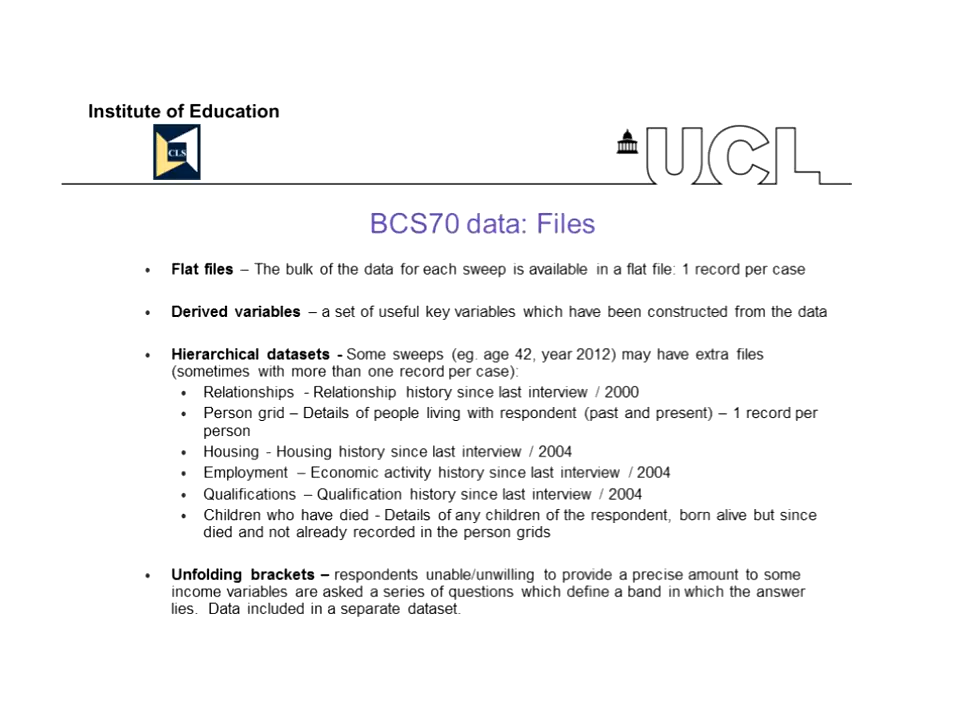 Institute of Education
CLS
UCL
BCS70 data: Files
• Flat files – The bulk of the data for each sweep is available in a flat file: 1 record per case
• Derived variables – a set of useful key variables which have been constructed from the data
• Hierarchical datasets - Some sweeps (eg. age 42, year 2012) may have extra files
(sometimes with more than one record per case):
• Relationships - Relationship history since last interview / 2000
• Person grid – Details of people living with respondent (past and present) – 1 record per
person
• Housing - Housing history since last interview / 2004
• Employment – Economic activity history since last interview / 2004
• Qualifications – Qualification history since last interview / 2004
• Children who have died - Details of any children of the respondent, born alive but since
died and not already recorded in the person grids
• Unfolding brackets – respondents unable/unwilling to provide a precise amount to some
income variables are asked a series of questions which define a band in which the answer
lies. Data included in a separate dataset.